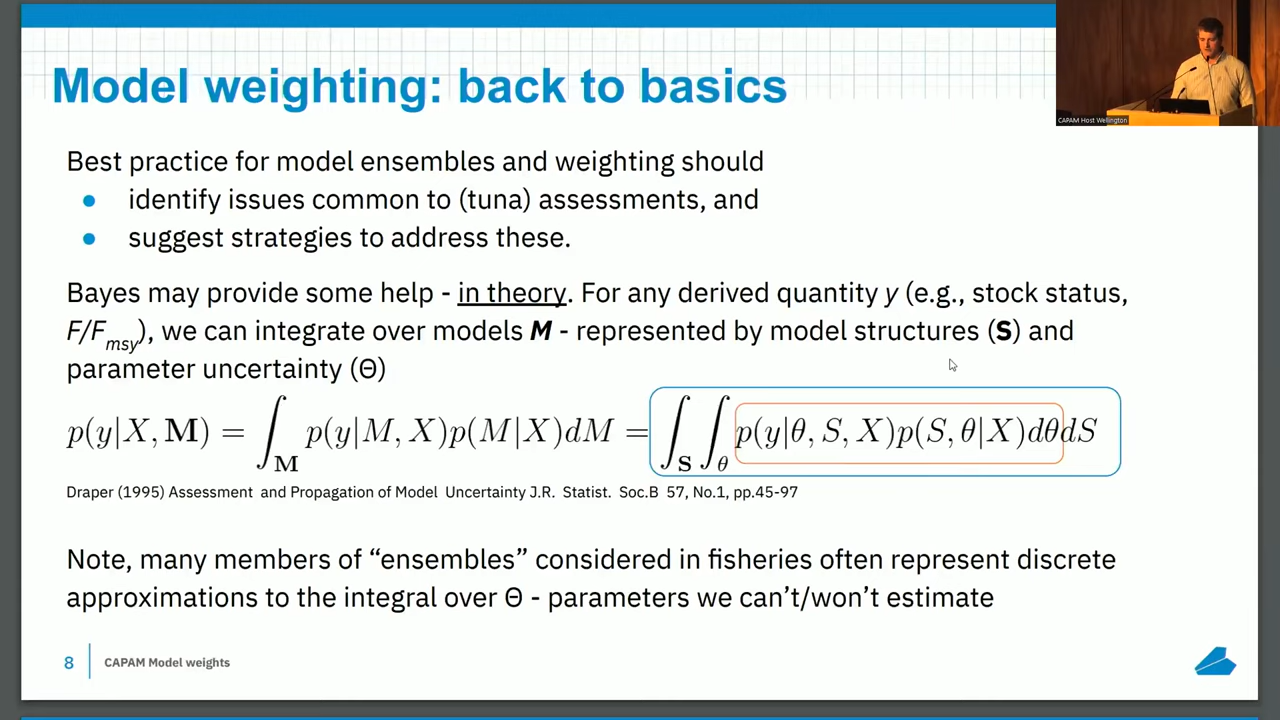 Model weighting: back to basics
CAPAM Host Wellington
Best practice for model ensembles and weighting should
● identify issues common to (tuna) assessments, and
● suggest strategies to address these.
Bayes may provide some help - in theory. For any derived quantity y (e.g., stock status,
F/Fmsy), we can integrate over models M - represented by model structures (S) and
parameter uncertainty (Θ)
p(y|X, M) = ∫_M p(y|M, X)p(M|X)dM = ∫_S ∫_θ p(y|θ, S, X)p(S, θ|X)dθdS
Draper (1995) Assessment and Propagation of Model Uncertainty J.R. Statist. Soc.B 57, No.1, pp.45-97
Note, many members of “ensembles” considered in fisheries often represent discrete
approximations to the integral over Θ - parameters we can’t/won’t estimate
8 CAPAM Model weights